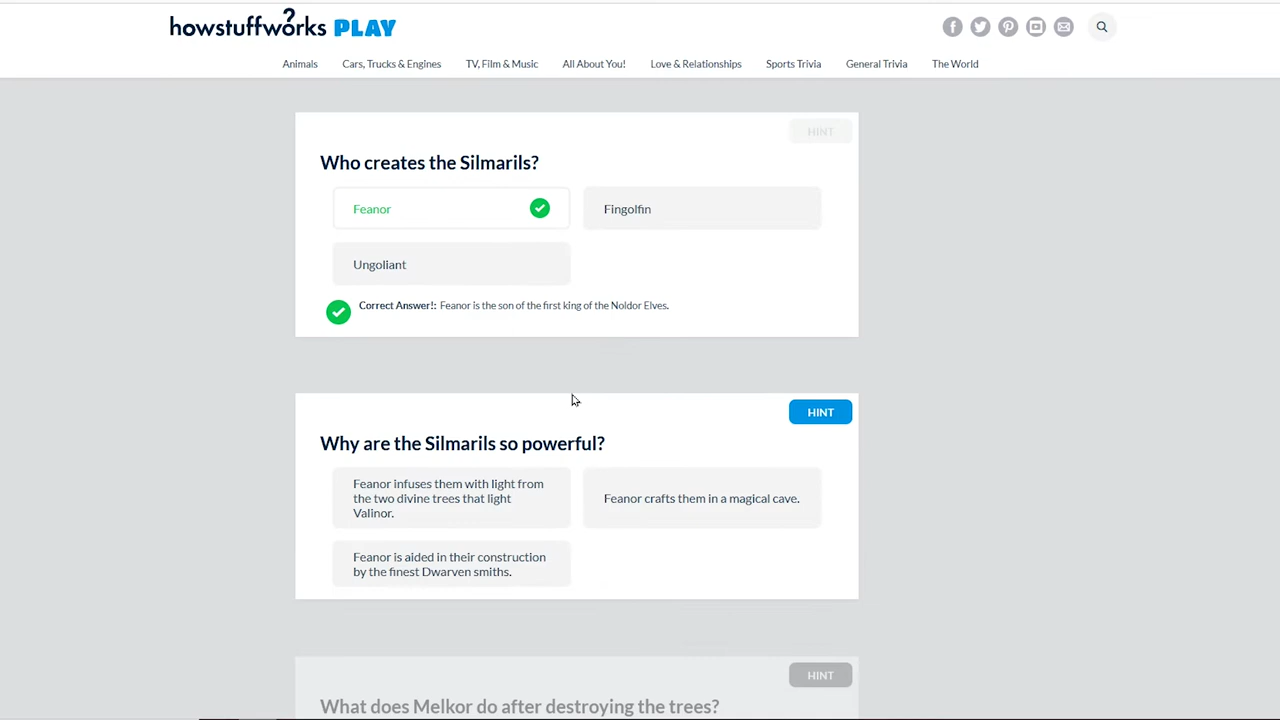 howstuffworks PLAY
Animals Cars, Trucks & Engines TV, Film & Music All About You! Love & Relationships Sports Trivia General Trivia The World
HINT
Who creates the Silmarils?
Feanor Fingolfin
Ungoliant
Correct Answer!: Feanor is the son of the first king of the Noldor Elves.
HINT
Why are the Silmarils so powerful?
Feanor infuses them with light from
the two divine trees that light
Valinor.
Feanor crafts them in a magical cave.
Feanor is aided in their construction
by the finest Dwarven smiths.
HINT
What does Melkor do after destroying the trees?